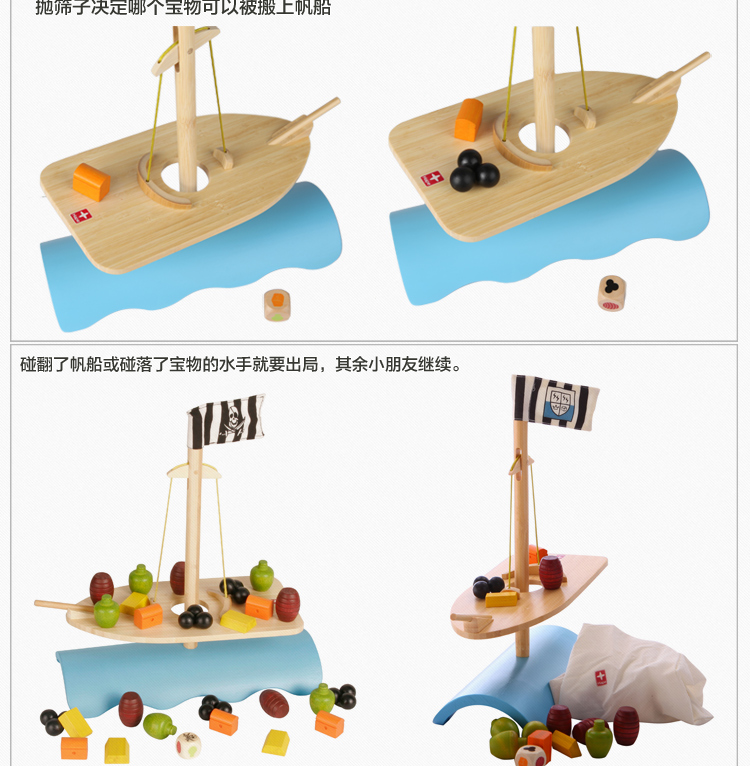 抛筛子决定哪个宝物可以被搬上帆船
碰翻了帆船或碰落了宝物的水手就要出局，其余小朋友继续。